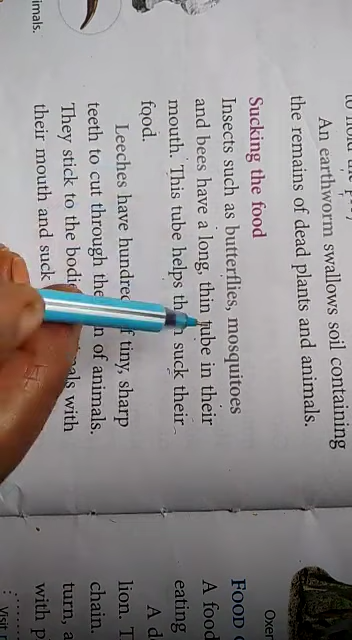 imals.
An earthworm swallows soil containing
the remains of dead plants and animals.
Sucking the food
Insects such as butterflies, mosquitoes
and bees have a long, thin tube in their
mouth. This tube helps suck their
food.
Leeches have tiny, sharp
teeth to cut through the of animals.
They stick to the with
their mouth and suck
Oxer
FOOD
A food
eating
A d
lion. T
chain.
turn, a
with p
Visit